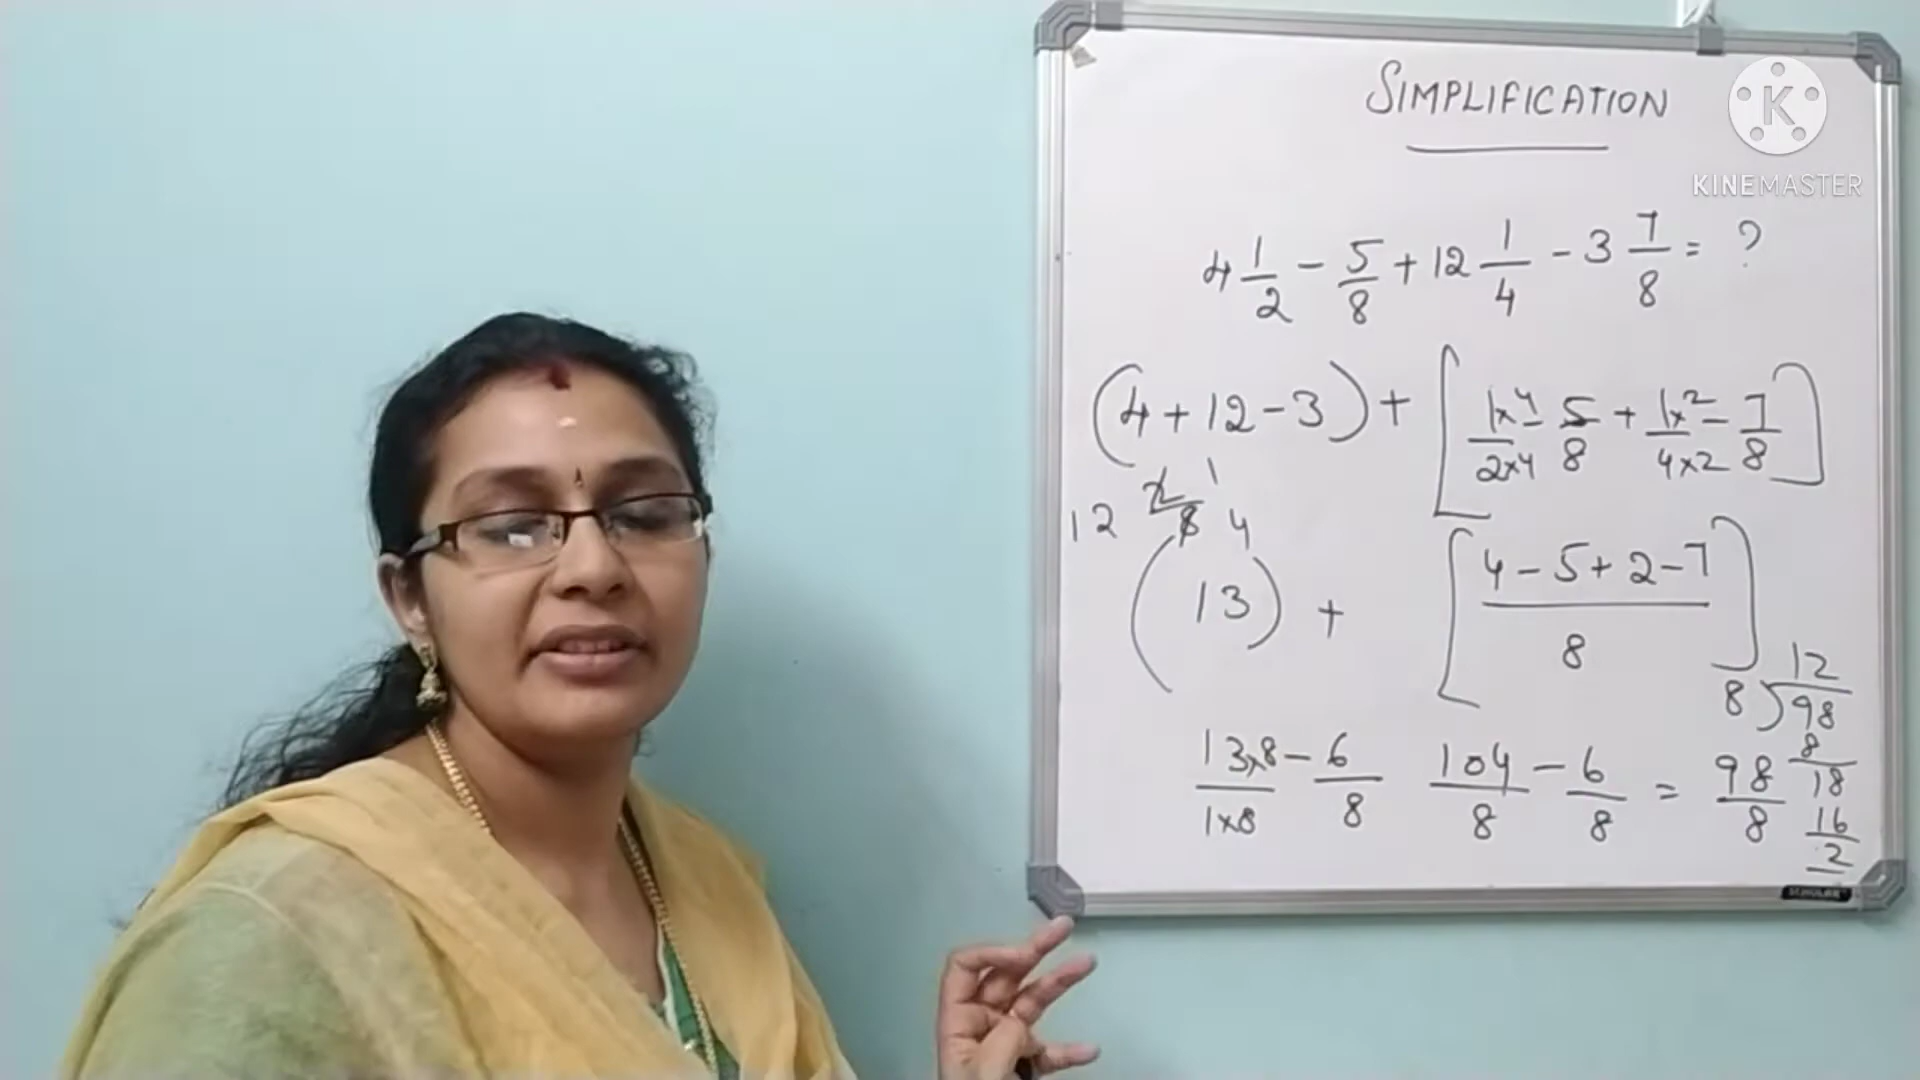 SIMPLIFICATION
K
KINEMASTER
4 1/2 - 5/8 + 12 1/4 - 3 7/8 = ?
(4 + 12 - 3) + [1x4/2x4 - 5/8 + 1x2/4x2 - 7/8]
12 2/8 1/4
(13) + [4 - 5 + 2 - 7/8]
13x8/1x8 - 6/8 104/8 - 6/8 = 98/8
12
8)98
8
18
16
2